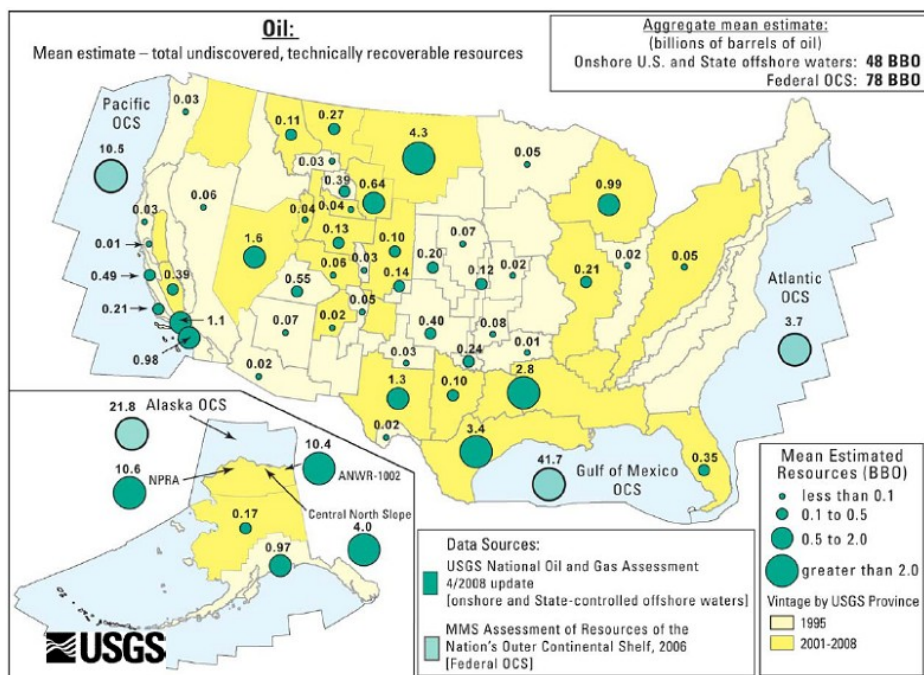 Oil:
Mean estimate – total undiscovered, technically recoverable resources
Aggregate mean estimate:
(billions of barrels of oil)
Onshore U.S. and State offshore waters: 48 BBO
Federal OCS: 78 BBO
Pacific
OCS
10.5
0.03
0.11
0.27
4.3
0.05
0.03
0.39
0.64
0.99
0.06
0.03
0.04
0.04
0.01
1.6
0.13
0.10
0.07
0.20
0.12
0.02
0.21
0.02
0.05
0.49
0.39
0.06
0.03
0.14
0.55
0.05
0.21
1.1
0.07
0.02
0.40
0.08
Atlantic
OCS
3.7
0.98
0.02
0.03
0.24
0.01
1.3
0.10
2.8
0.02
3.4
0.35
41.7
Gulf of Mexico
OCS
21.8
Alaska OCS
10.6
NPRA
10.4
ANWR-1002
Central North Slope
0.17
4.0
0.97
USGS
Data Sources:
USGS National Oil and Gas Assessment
4/2008 update
[onshore and State-controlled offshore waters]
MMS Assessment of Resources of the
Nation's Outer Continental Shelf, 2006
[Federal OCS]
Mean Estimated
Resources (BBO)
less than 0.1
0.1 to 0.5
0.5 to 2.0
greater than 2.0
Vintage by USGS Province
1995
2001-2008